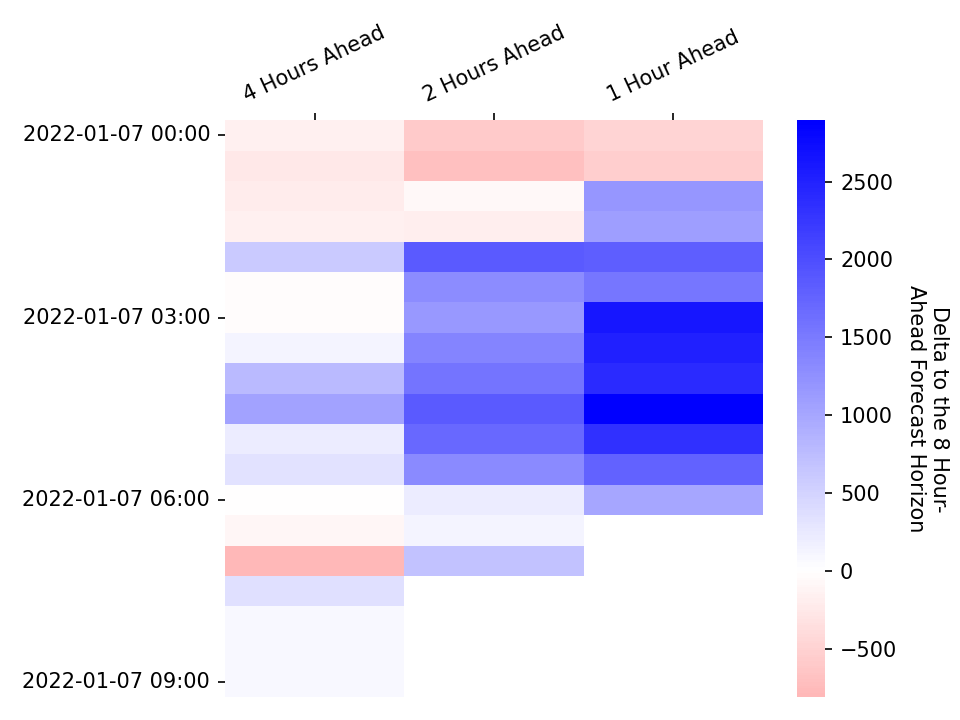 4 Hours Ahead
2 Hours Ahead
1 Hour Ahead
2022-01-07 00:00
2022-01-07 03:00
2022-01-07 06:00
2022-01-07 09:00
2500
2000
1500
1000
500
0
−500
Delta to the 8 Hour-
Ahead Forecast Horizon